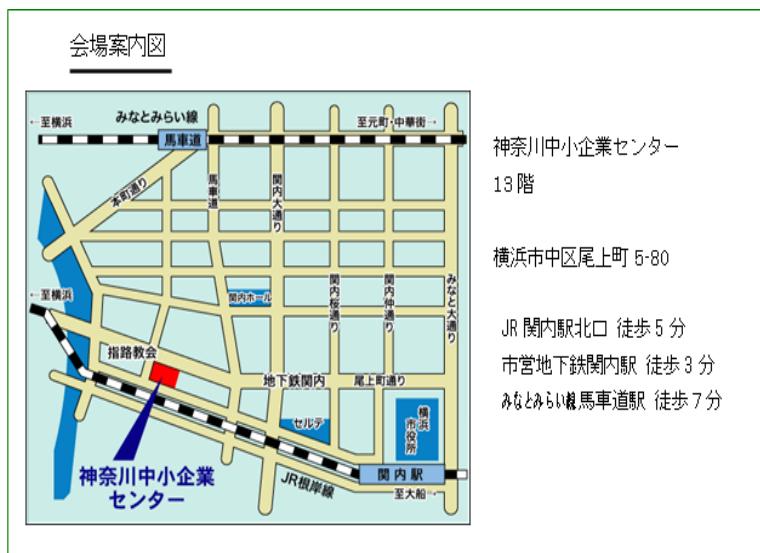 会場案内図
←至横浜
みなとみらい線
馬車道
至元町・中華街→
本町通り
馬車道
関内大通り
関内ホール
関内桜通り
関内仲通り
みなと大通り
←至横浜
指路教会
地下鉄関内
尾上町通り
セルテ
横浜市役所
神奈川中小企業
センター
JR根岸線
関内駅
至大船→
神奈川中小企業センター
13階
横浜市中区尾上町 5-80
JR 関内駅北口 徒歩5分
市営地下鉄関内駅 徒歩3分
みなとみらい線馬車道駅 徒歩7分